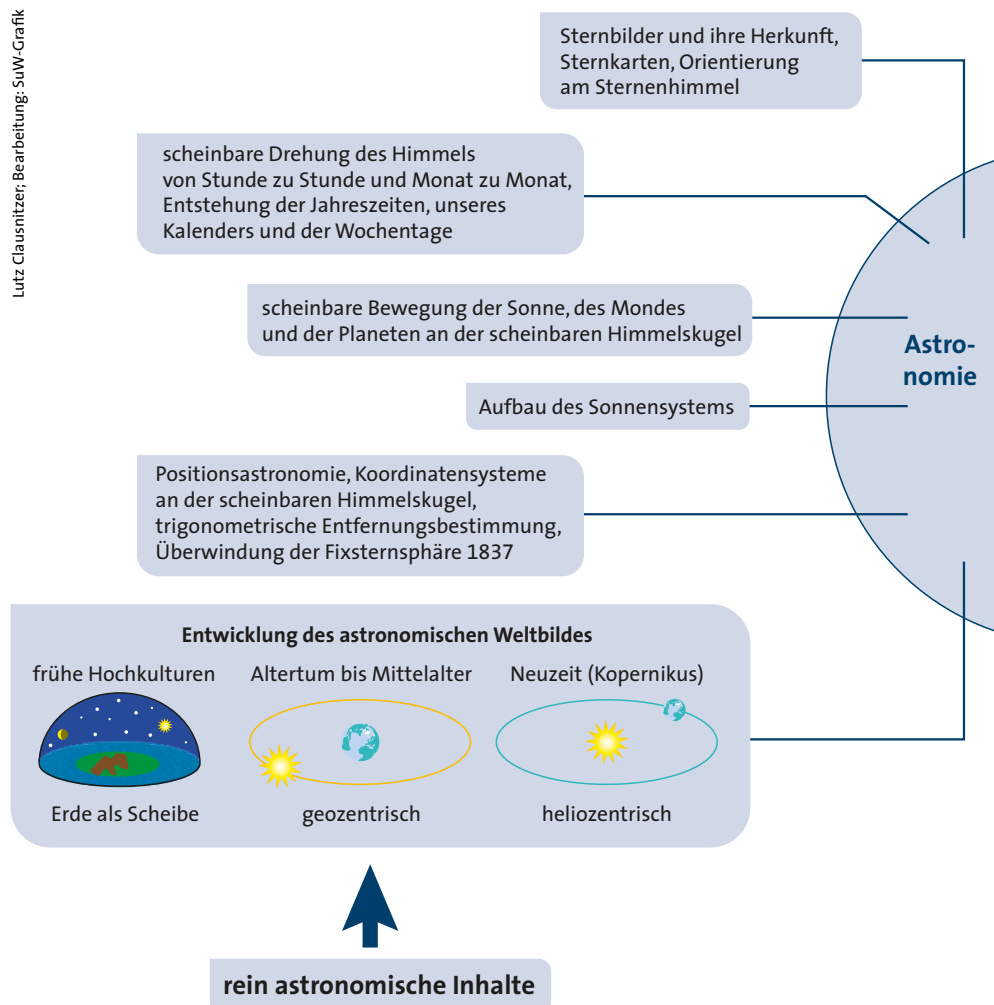 Lutz Clausnitzer; Bearbeitung: SuW-Grafik
Sternbilder und ihre Herkunft,
Sternkarten, Orientierung
am Sternenhimmel
scheinbare Drehung des Himmels
von Stunde zu Stunde und Monat zu Monat,
Entstehung der Jahreszeiten, unseres
Kalenders und der Wochentage
scheinbare Bewegung der Sonne, des Mondes
und der Planeten an der scheinbaren Himmelskugel
Astro-
nomie
Aufbau des Sonnensystems
Positionsastronomie, Koordinatensysteme
an der scheinbaren Himmelskugel,
trigonometrische Entfernungsbestimmung,
Überwindung der Fixsternsphäre 1837
Entwicklung des astronomischen Weltbildes
frühe Hochkulturen
Altertum bis Mittelalter
Neuzeit (Kopernikus)
Erde als Scheibe
geozentrisch
heliozentrisch
rein astronomische Inhalte